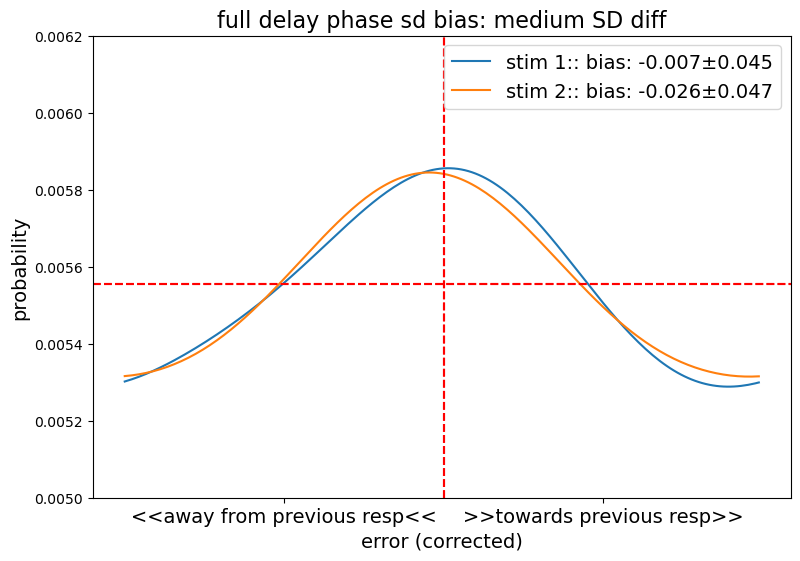 full delay phase sd bias: medium SD diff
stim 1:: bias: -0.007±0.045
stim 2:: bias: -0.026±0.047
probability
0.0062
0.0060
0.0058
0.0056
0.0054
0.0052
0.0050
<<away from previous resp<<
>>towards previous resp>>
error (corrected)